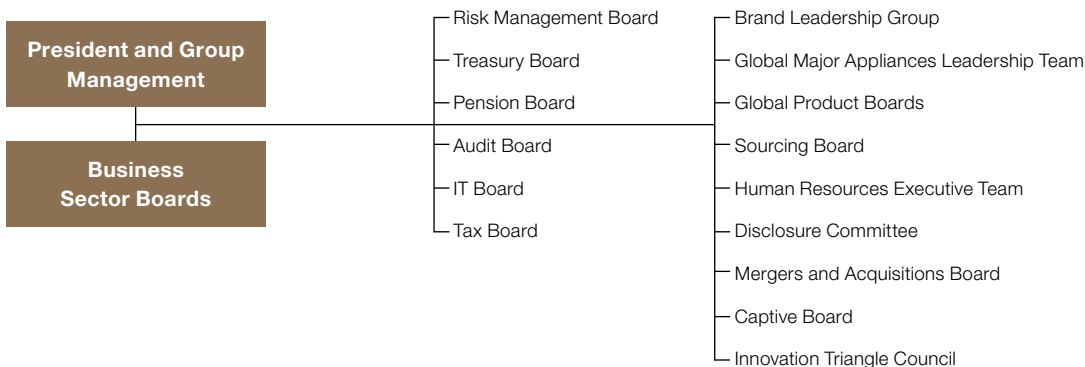 President and Group
Management
Business
Sector Boards
Risk Management Board
Treasury Board
Pension Board
Audit Board
IT Board
Tax Board
Brand Leadership Group
Global Major Appliances Leadership Team
Global Product Boards
Sourcing Board
Human Resources Executive Team
Disclosure Committee
Mergers and Acquisitions Board
Captive Board
Innovation Triangle Council